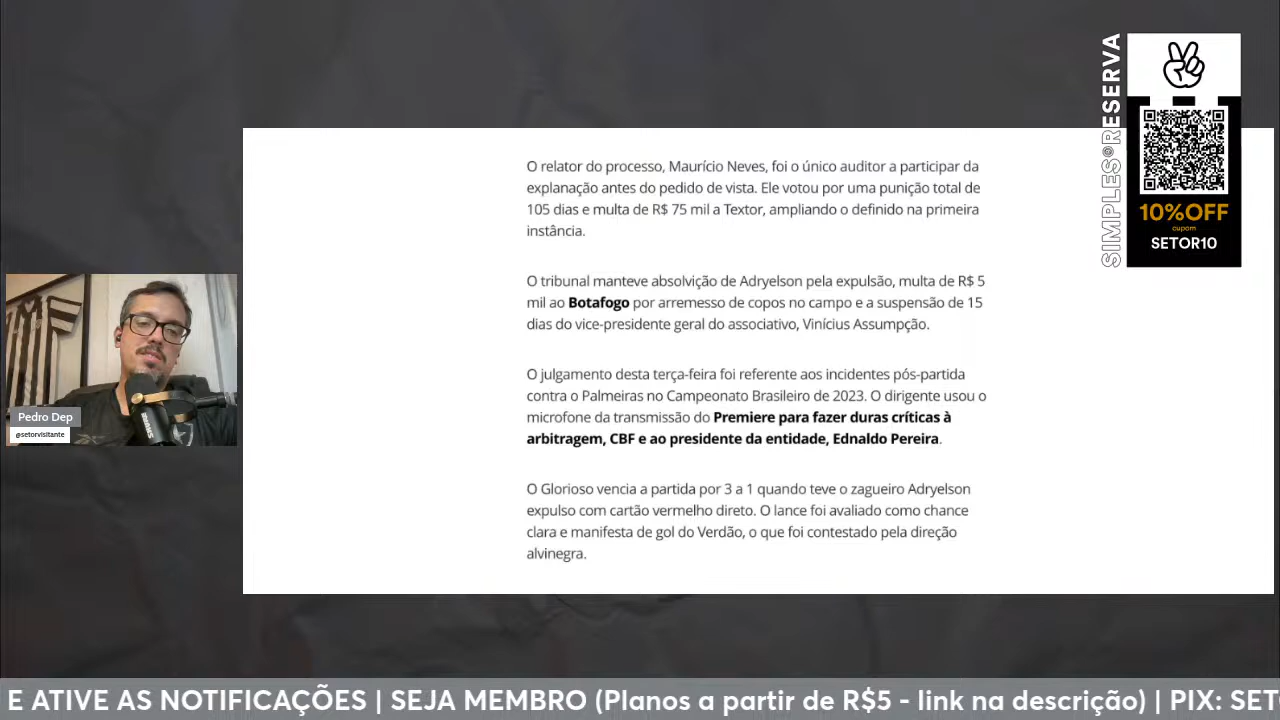 SIMPLES®RESERVA
10%OFF
cupom
SETOR10
O relator do processo, Maurício Neves, foi o único auditor a participar da
explanação antes do pedido de vista. Ele votou por uma punição total de
105 dias e multa de R$ 75 mil a Textor, ampliando o definido na primeira
instância.
O tribunal manteve absolvição de Adryelson pela expulsão, multa de R$ 5
mil ao Botafogo por arremesso de copos no campo e a suspensão de 15
dias do vice-presidente geral do associativo, Vinícius Assumpção.
O julgamento desta terça-feira foi referente aos incidentes pós-partida
contra o Palmeiras no Campeonato Brasileiro de 2023. O dirigente usou o
microfone da transmissão do Premiere para fazer duras críticas à
arbitragem, CBF e ao presidente da entidade, Ednaldo Pereira.
O Glorioso vencia a partida por 3 a 1 quando teve o zagueiro Adryelson
expulso com cartão vermelho direto. O lance foi avaliado como chance
clara e manifesta de gol do Verdão, o que foi contestado pela direção
alvinegra.
Pedro Dep
@setorvisitante
E ATIVE AS NOTIFICAÇÕES | SEJA MEMBRO (Planos a partir de R$5 - link na descrição) | PIX: SET